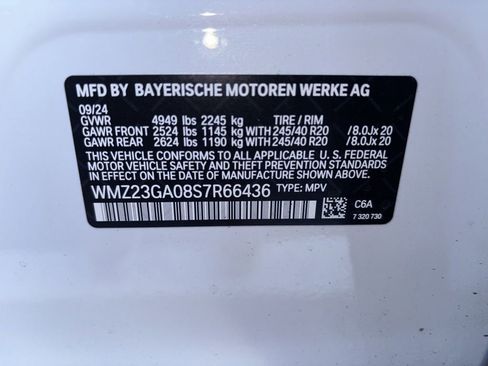 MFD BY BAYERISCHE MOTOREN WERKE AG
09/24
GVWR 4949 lbs 2245 kg TIRE / RIM
GAWR FRONT 2524 lbs 1145 kg WITH 245/40 R20 /8.0Jx 20
GAWR REAR 2624 lbs 1190 kg WITH 245/40 R20 /8.0Jx 20
THIS VEHICLE CONFORMS TO ALL APPLICABLE U. S. FEDERAL
MOTOR VEHICLE SAFETY AND THEFT PREVENTION STANDARDS
IN EFFECT ON THE DATE OF MANUFACTURE SHOWN ABOVE.
WMZ23GA08S7R66436 TYPE: MPV
C6A
7 320 730